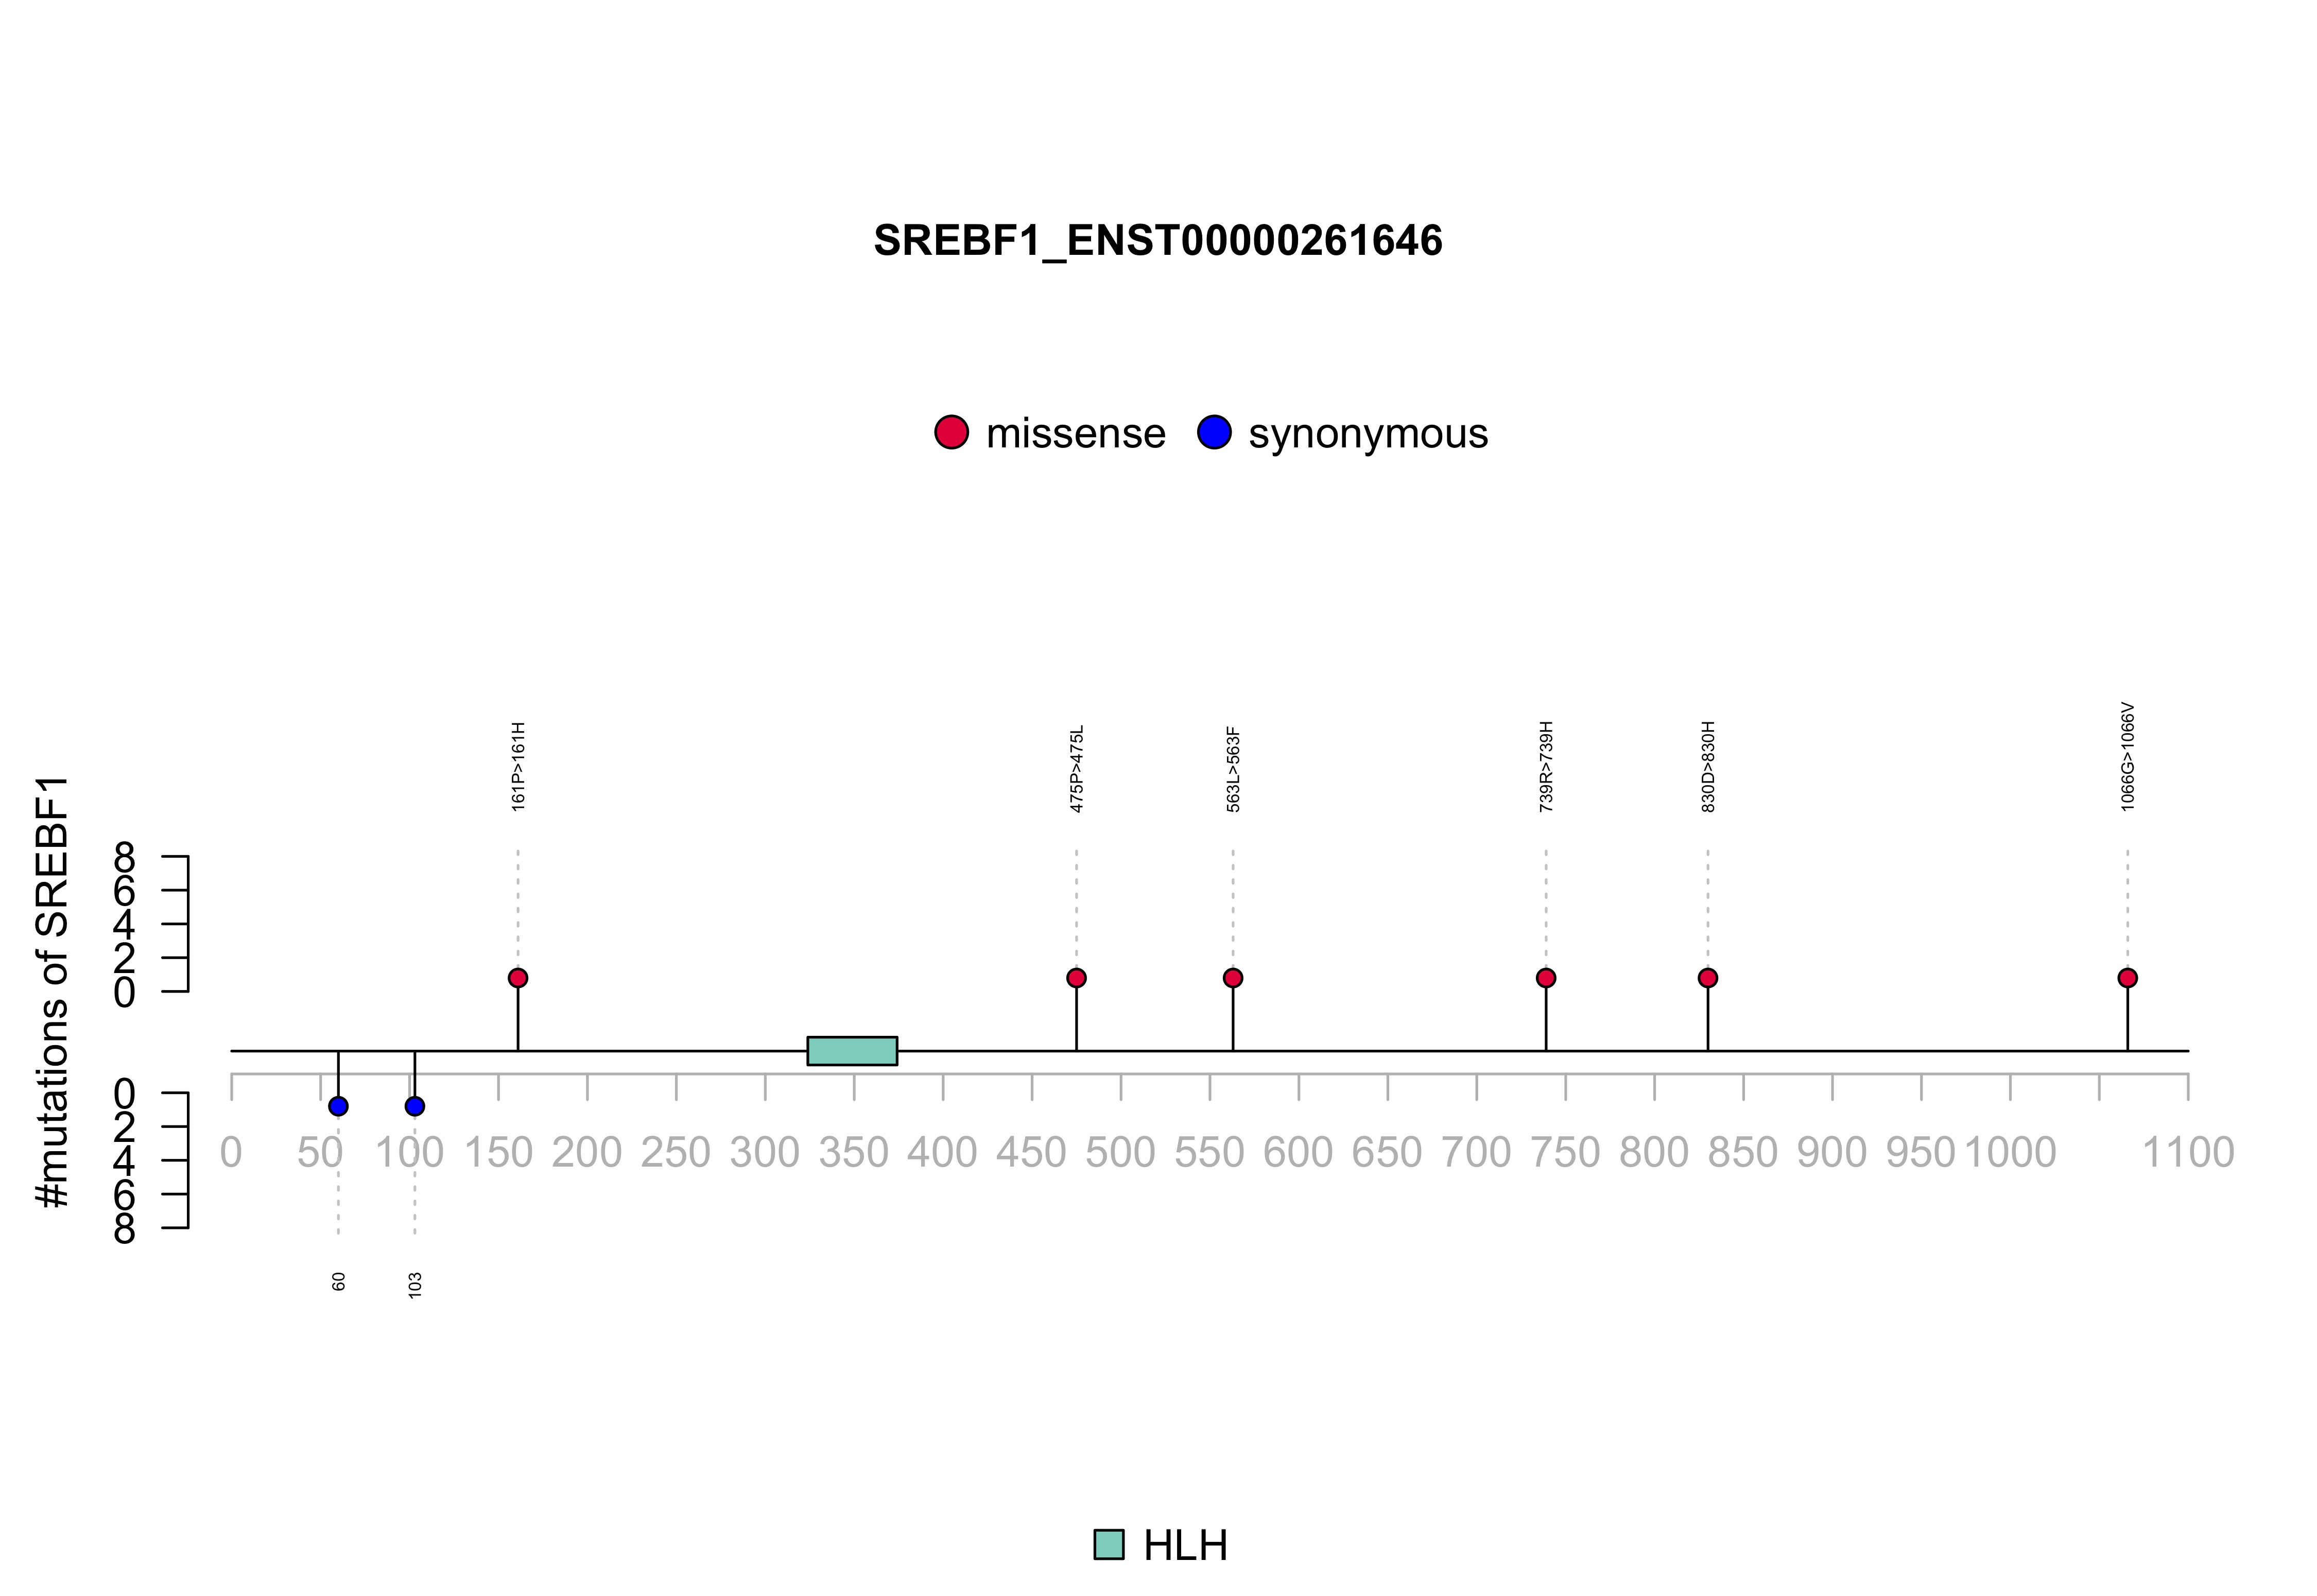 SREBF1_ENST00000261646
missense synonymous
161P>161H
475P>475L
563L>563F
739R>739H
830D>830H
1066G>1066V
#mutations of SREBF1
8
6
4
2
0
0
2
4
6
8
0 50 100 150 200 250 300 350 400 450 500 550 600 650 700 750 800 850 900 950 1000 1100
60
103
HLH